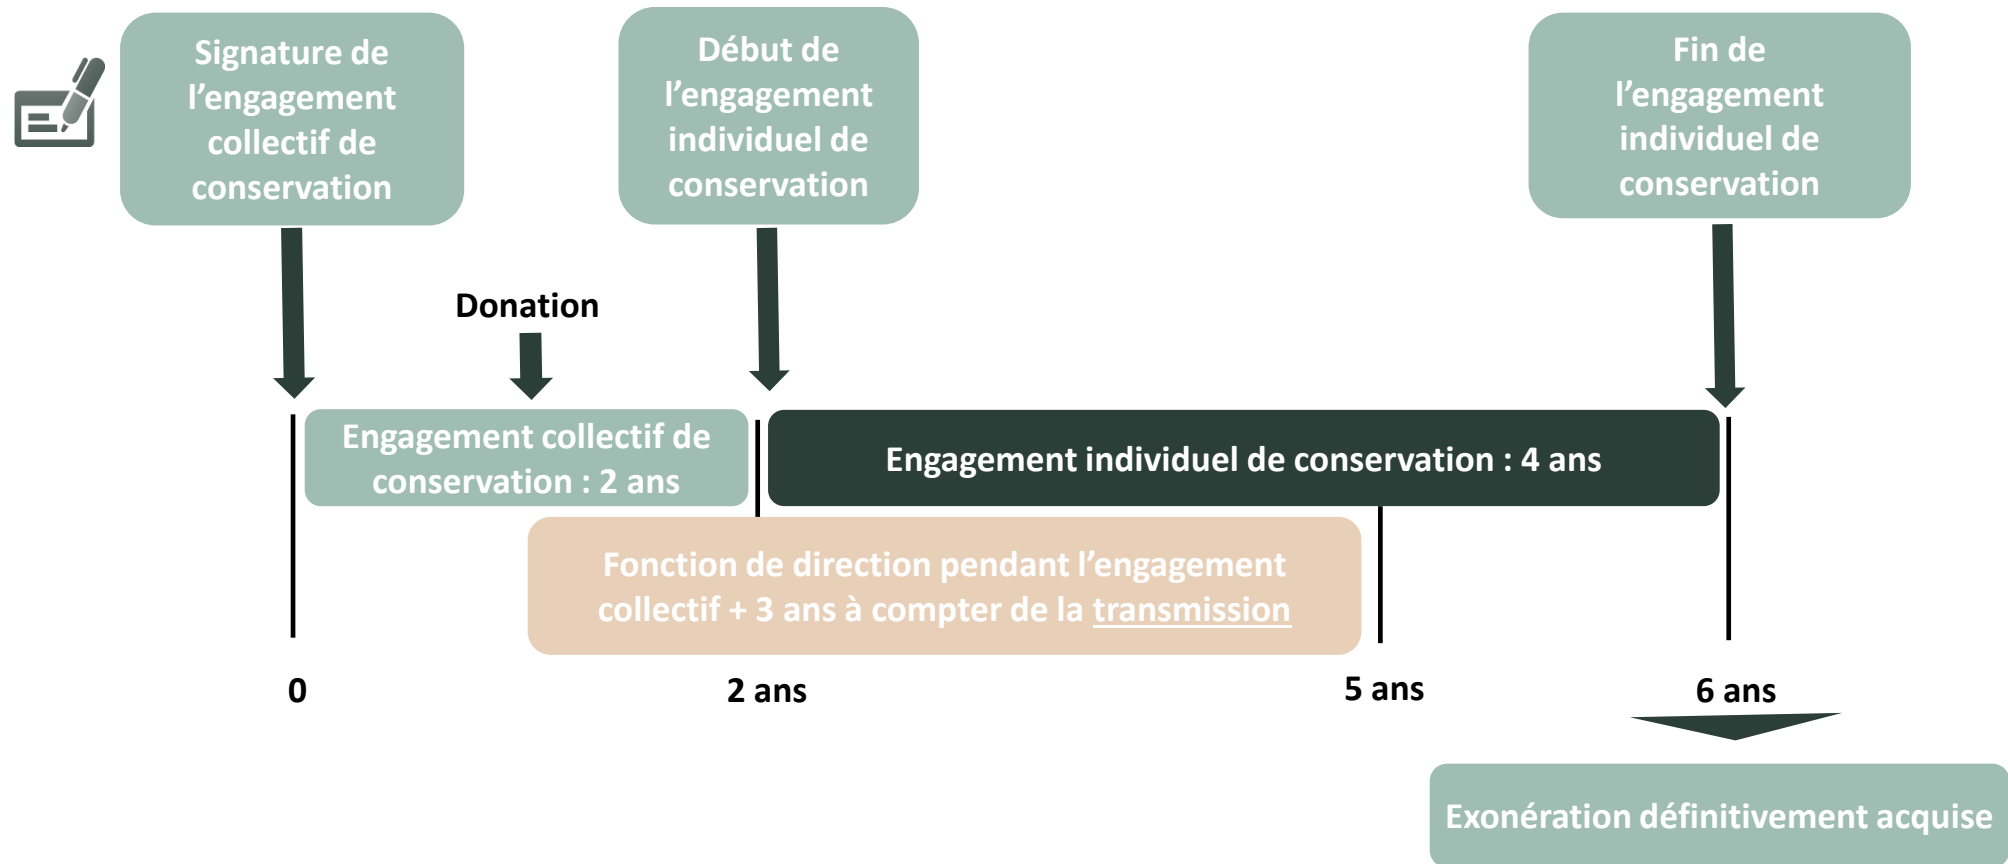 Signature de
l’engagement
collectif de
conservation
Début de
l’engagement
individuel de
conservation
Fin de
l’engagement
individuel de
conservation
Donation
Engagement collectif de
conservation : 2 ans
Engagement individuel de conservation : 4 ans
Fonction de direction pendant l’engagement
collectif + 3 ans à compter de la transmission
0
2 ans
5 ans
6 ans
Exonération définitivement acquise